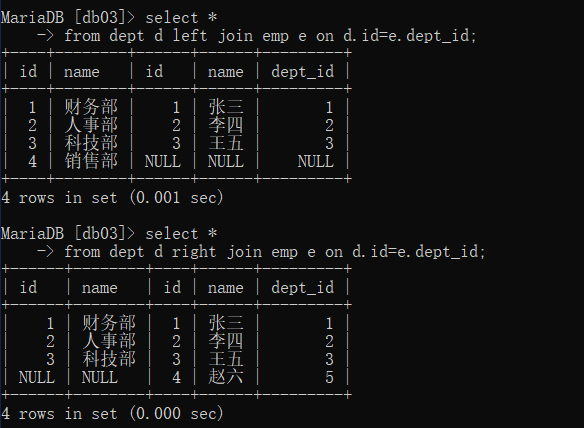 MariaDB [db03]> select *
    -> from dept d left join emp e on d.id=e.dept_id;
+----+--------+------+------+---------+
| id | name   | id   | name | dept_id |
+----+--------+------+------+---------+
|  1 | 财务部 |    1 | 张三 |       1 |
|  2 | 人事部 |    2 | 李四 |       2 |
|  3 | 科技部 |    3 | 王五 |       3 |
|  4 | 销售部 | NULL | NULL |    NULL |
+----+--------+------+------+---------+
4 rows in set (0.001 sec)
MariaDB [db03]> select *
    -> from dept d right join emp e on d.id=e.dept_id;
+------+--------+----+------+---------+
| id   | name   | id | name | dept_id |
+------+--------+----+------+---------+
|    1 | 财务部 |  1 | 张三 |       1 |
|    2 | 人事部 |  2 | 李四 |       2 |
|    3 | 科技部 |  3 | 王五 |       3 |
| NULL | NULL   |  4 | 赵六 |       5 |
+------+--------+----+------+---------+
4 rows in set (0.000 sec)